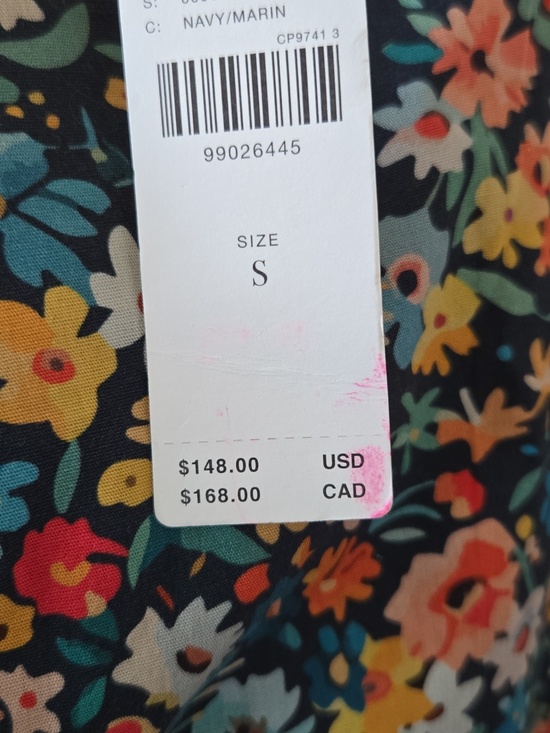 S:
C: NAVY/MARIN
CP9741 3
99026445
SIZE
S
$148.00 USD
$168.00 CAD